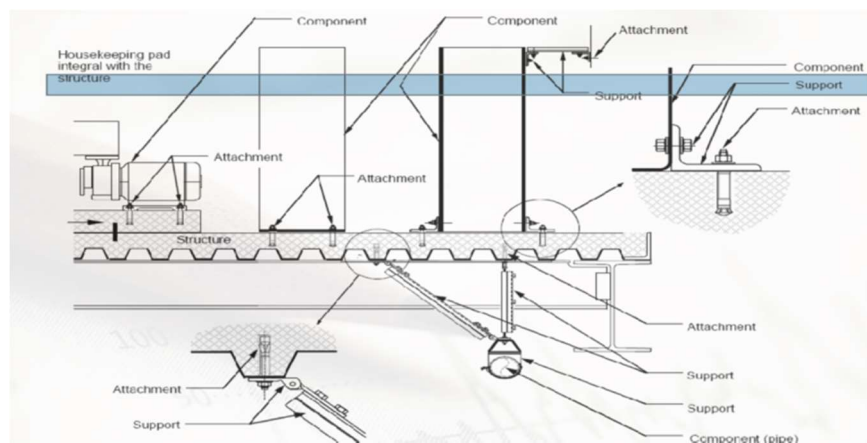 Component
Component
Attachment
Housekeeping pad
integral with the
structure
Component
Support
Support
Attachment
Attachment
Attachment
Structure
Attachment
Attachment
Support
Support
Support
Component (pipe)